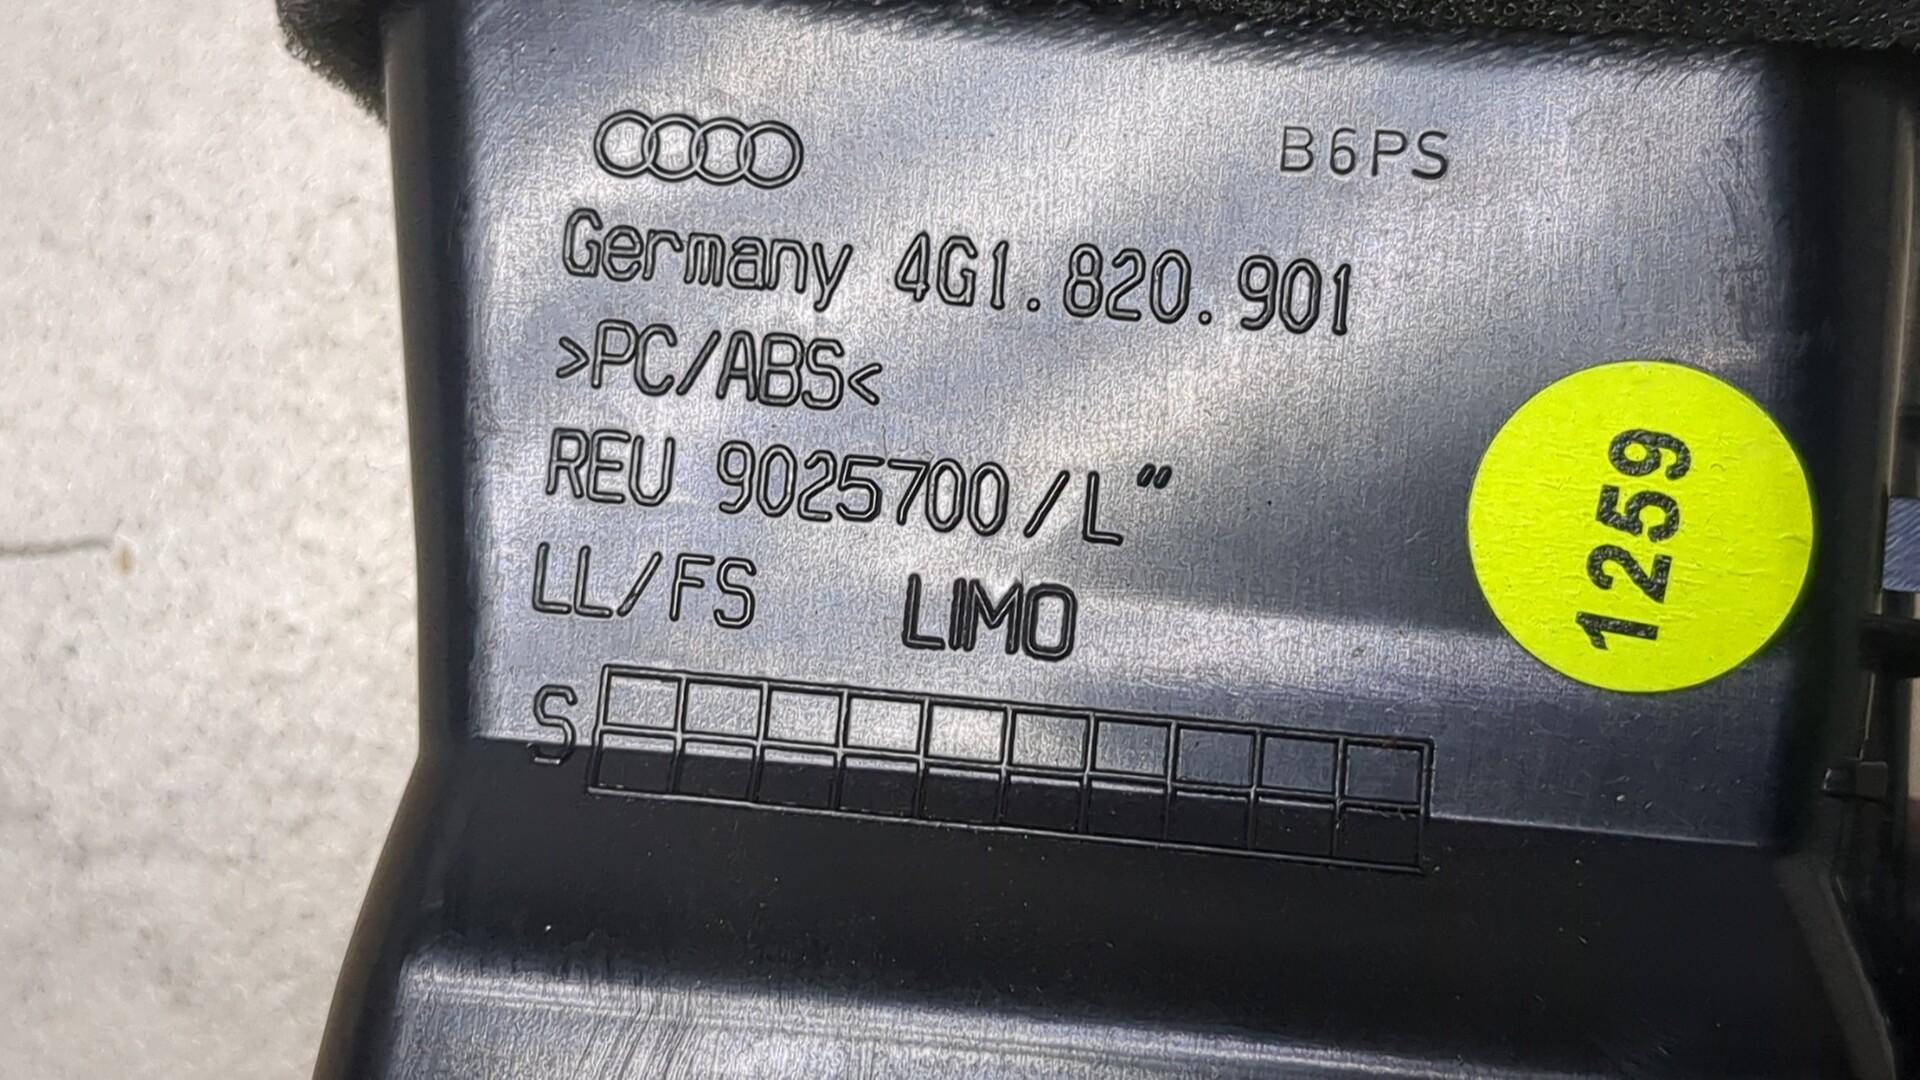 B6PS
Germany 4G1.820.901
>PC/ABS<
REU 9025700/L"
LL/FS LIMO
S
1259